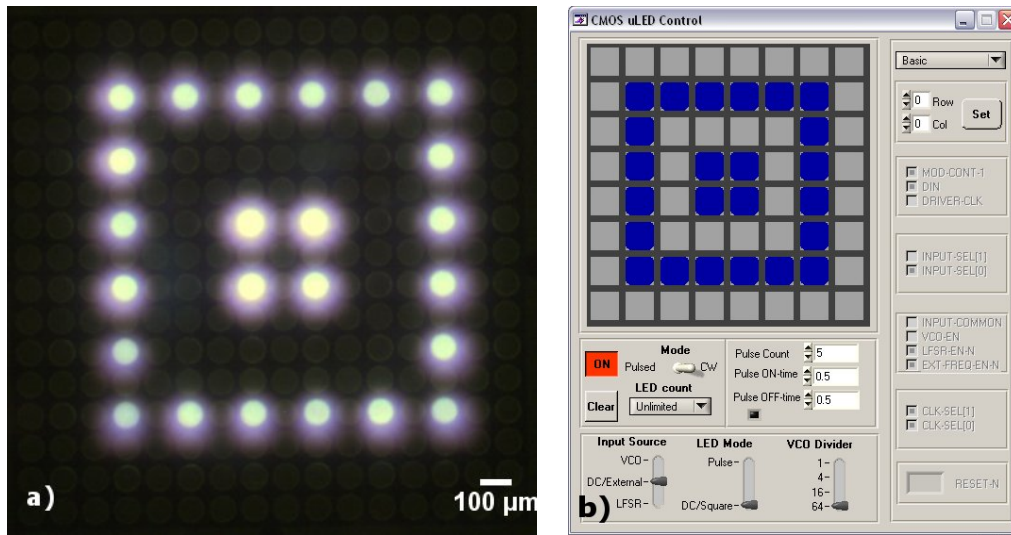 a)
100 µm
CMOS uLED Control
Basic
0 Row
0 Col
Set
MOD-CONT-1
DIN
DRIVER-CLK
INPUT-SEL[1]
INPUT-SEL[0]
INPUT-COMMON
VCO-EN
LFSR-EN-N
EXT-FREQ-EN-N
CLK-SEL[1]
CLK-SEL[0]
RESET-N
ON
Mode
Pulsed
CW
LED count
Clear
Unlimited
Pulse Count 5
Pulse ON-time 0.5
Pulse OFF-time 0.5
Input Source
VCO
DC/External
LFSR
LED Mode
Pulse
DC/Square
VCO Divider
1
4
16
64
b)